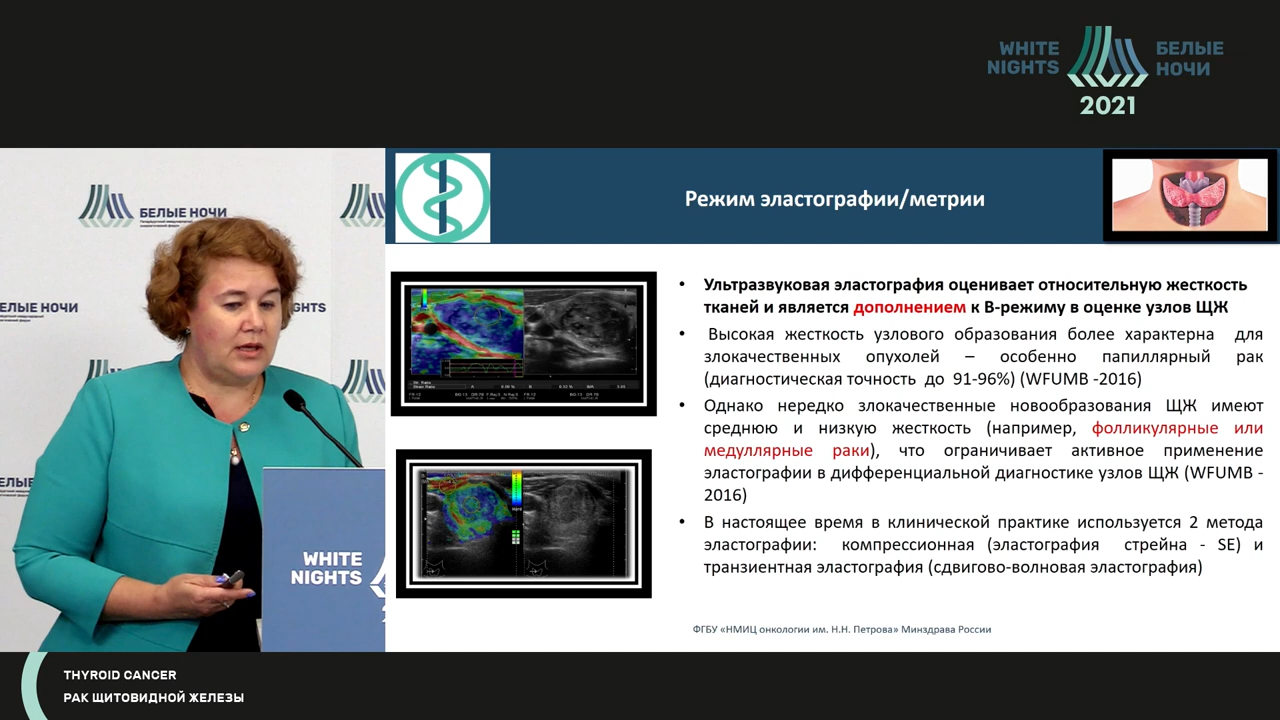 WHITE
NIGHTS
БЕЛЫЕ
НОЧИ
2021
БЕЛЫЕ НОЧИ
ЕЛЫЕ НОЧИ
GHTS
ЕЛЫЕ
WHITE
NIGHTS
Режим эластографии/метрии
• Ультразвуковая эластография оценивает относительную жесткость
тканей и является дополнением к В-режиму в оценке узлов ЩЖ
• Высокая жесткость узлового образования более характерна для
злокачественных опухолей – особенно папиллярный рак
(диагностическая точность до 91-96%) (WFUMB -2016)
• Однако нередко злокачественные новообразования ЩЖ имеют
среднюю и низкую жесткость (например, фолликулярные или
медуллярные раки), что ограничивает активное применение
эластографии в дифференциальной диагностике узлов ЩЖ (WFUMB -
2016)
• В настоящее время в клинической практике используется 2 метода
эластографии: компрессионная (эластография стрейна - SE) и
транзиентная эластография (сдвигово-волновая эластография)
ФГБУ «НМИЦ онкологии им. Н.Н. Петрова» Минздрава России
THYROID CANCER
РАК ЩИТОВИДНОЙ ЖЕЛЕЗЫ